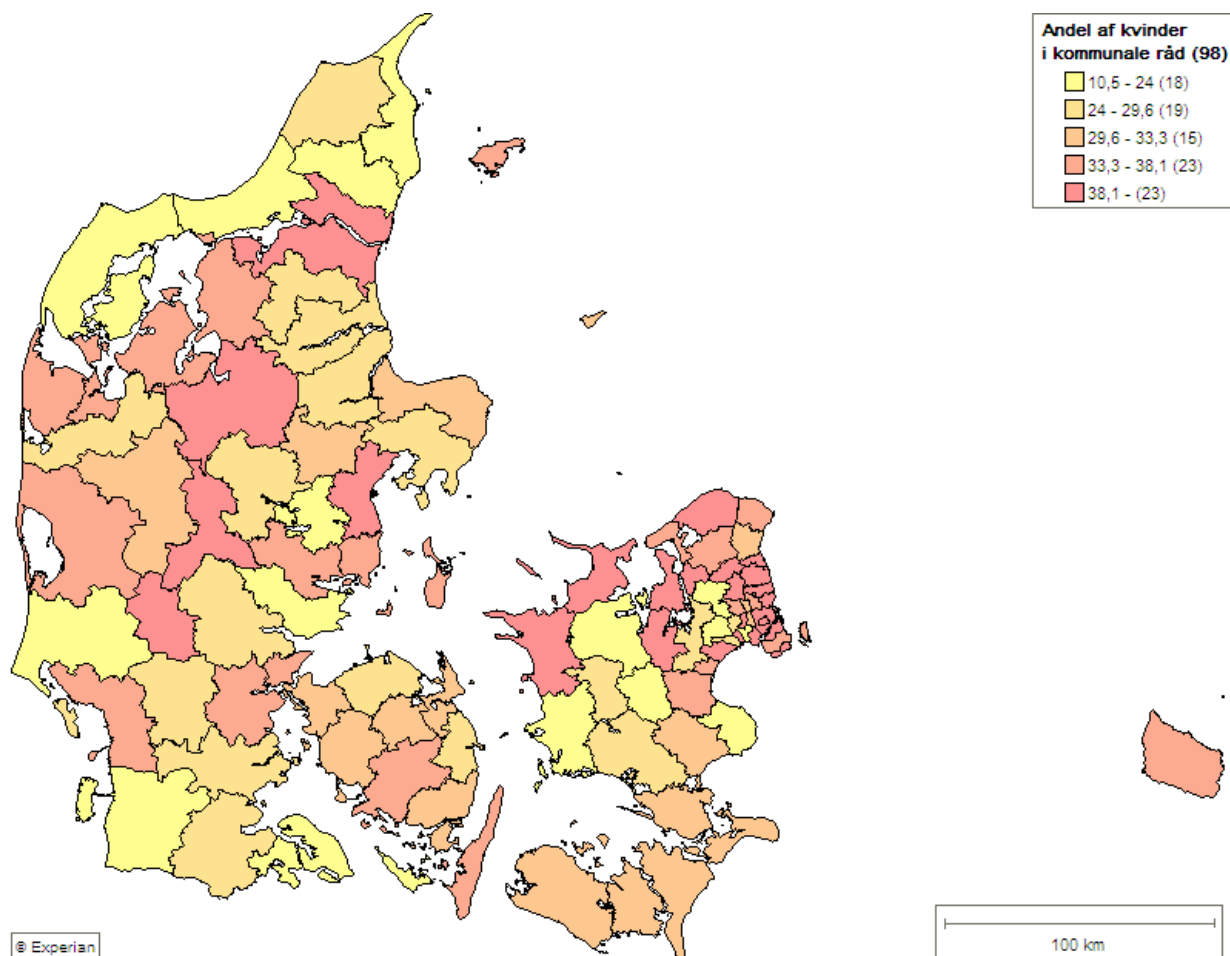 Andel af kvinder
i kommunale råd (98)
10,5 - 24 (18)
24 - 29,6 (19)
29,6 - 33,3 (15)
33,3 - 38,1 (23)
38,1 - (23)
© Experian
100 km